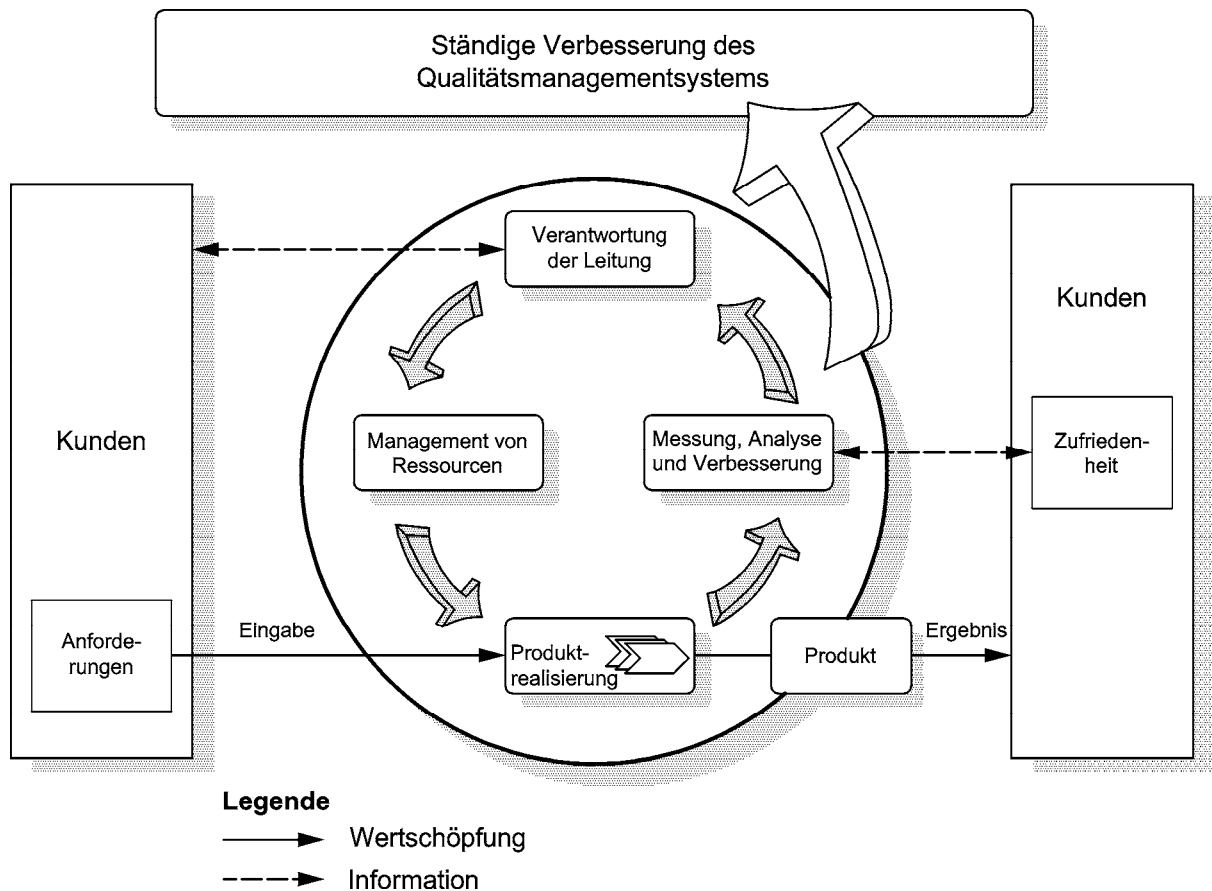 Ständige Verbesserung des
Qualitätsmanagementsystems
Kunden
Anforde-
rungen
Eingabe
Verantwortung
der Leitung
Management von
Ressourcen
Messung, Analyse
und Verbesserung
Produkt-
realisierung
Produkt
Ergebnis
Kunden
Zufrieden-
heit
Legende
Wertschöpfung
Information